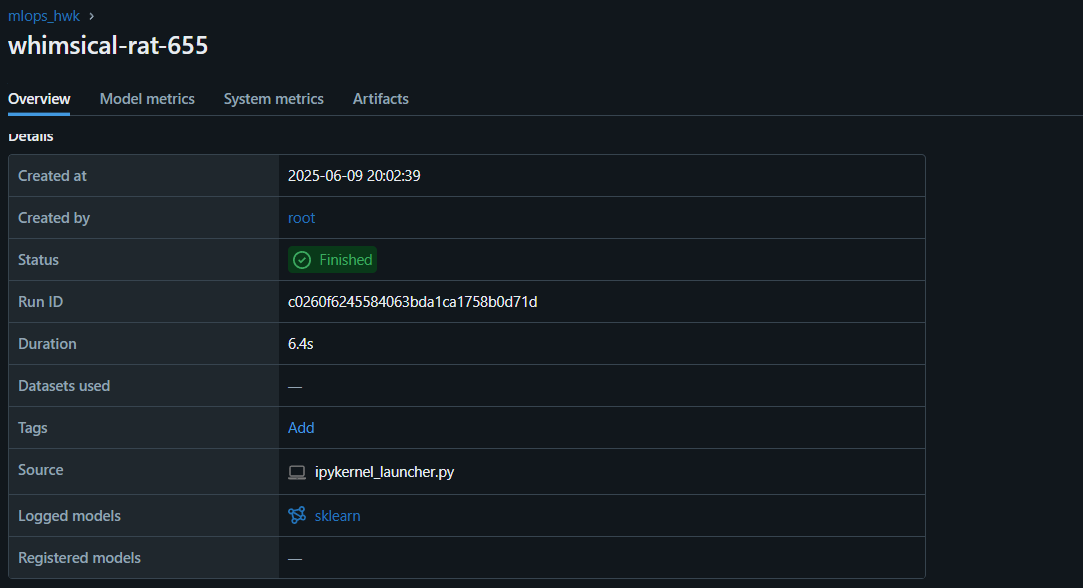 mlops_hwk ›
whimsical-rat-655
Overview Model metrics System metrics Artifacts
Details
Created at 2025-06-09 20:02:39
Created by root
Status Finished
Run ID c0260f6245584063bda1ca1758b0d71d
Duration 6.4s
Datasets used —
Tags Add
Source ipykernel_launcher.py
Logged models sklearn
Registered models —